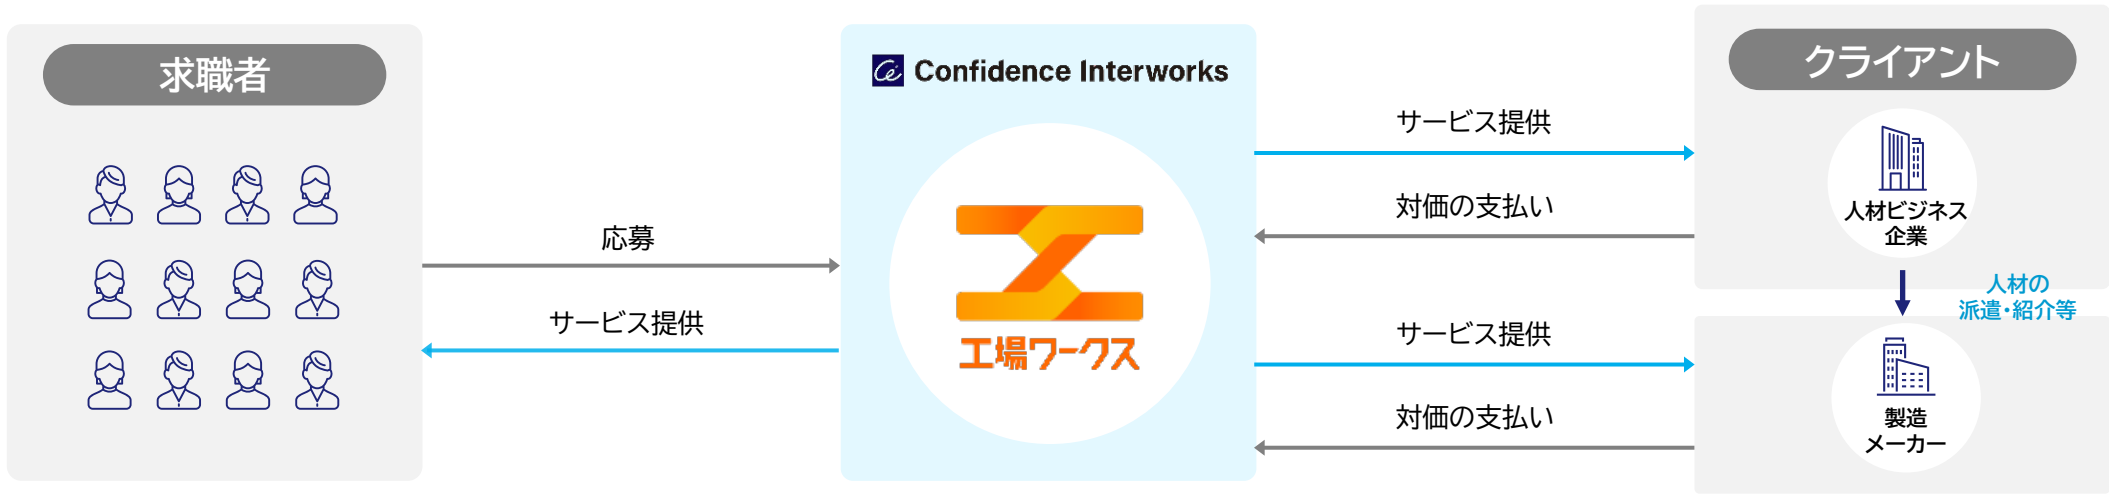 求職者
応募
サービス提供
Confidence Interworks
工場ワークス
サービス提供
対価の支払い
サービス提供
対価の支払い
クライアント
人材ビジネス
企業
人材の
派遣・紹介等
製造
メーカー